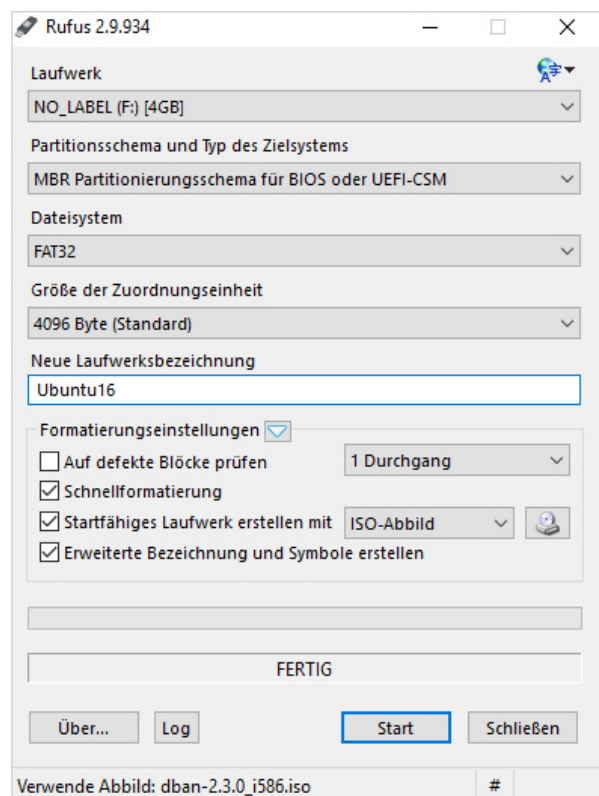 Rufus 2.9.934
Laufwerk
NO_LABEL (F:) [4GB]
Partitionsschema und Typ des Zielsystems
MBR Partitionierungsschema für BIOS oder UEFI-CSM
Dateisystem
FAT32
Größe der Zuordnungseinheit
4096 Byte (Standard)
Neue Laufwerksbezeichnung
Ubuntu16
Formatierungseinstellungen
Auf defekte Blöcke prüfen 1 Durchgang
Schnellformatierung
Startfähiges Laufwerk erstellen mit ISO-Abbild
Erweiterte Bezeichnung und Symbole erstellen
FERTIG
Über... Log Start Schließen
Verwende Abbild: dban-2.3.0_i586.iso #